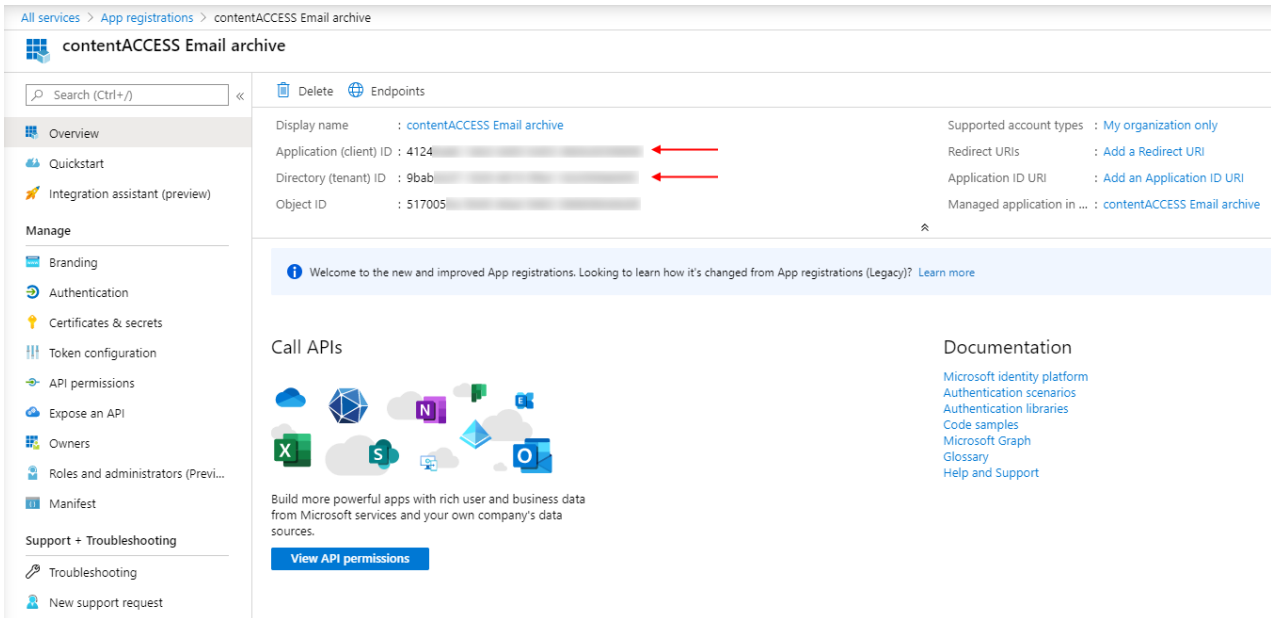 All services > App registrations > contentACCESS Email archive
contentACCESS Email archive
Search (Ctrl+/)
«
Overview
Quickstart
Integration assistant (preview)
Manage
Branding
Authentication
Certificates & secrets
Token configuration
API permissions
Expose an API
Owners
Roles and administrators (Previ...
Manifest
Support + Troubleshooting
Troubleshooting
New support request
Delete
Endpoints
Display name : contentACCESS Email archive
Application (client) ID : 4124
Directory (tenant) ID : 9bab
Object ID : 517005
Supported account types : My organization only
Redirect URIs : Add a Redirect URI
Application ID URI : Add an Application ID URI
Managed application in ... : contentACCESS Email archive
Welcome to the new and improved App registrations. Looking to learn how it's changed from App registrations (Legacy)? Learn more
Call APIs
N
E
X
S
O
Build more powerful apps with rich user and business data
from Microsoft services and your own company's data
sources.
View API permissions
Documentation
Microsoft identity platform
Authentication scenarios
Authentication libraries
Code samples
Microsoft Graph
Glossary
Help and Support